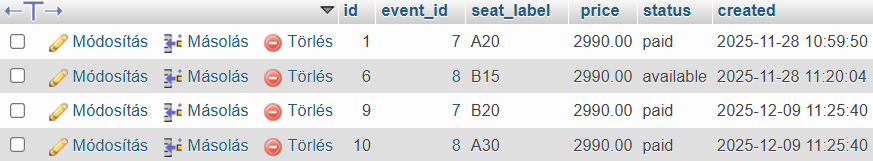 ←T→ id event_id seat_label price status created
Módosítás Másolás Törlés 1 7 A20 2990.00 paid 2025-11-28 10:59:50
Módosítás Másolás Törlés 6 8 B15 2990.00 available 2025-11-28 11:20:04
Módosítás Másolás Törlés 9 7 B20 2990.00 paid 2025-12-09 11:25:40
Módosítás Másolás Törlés 10 8 A30 2990.00 paid 2025-12-09 11:25:40